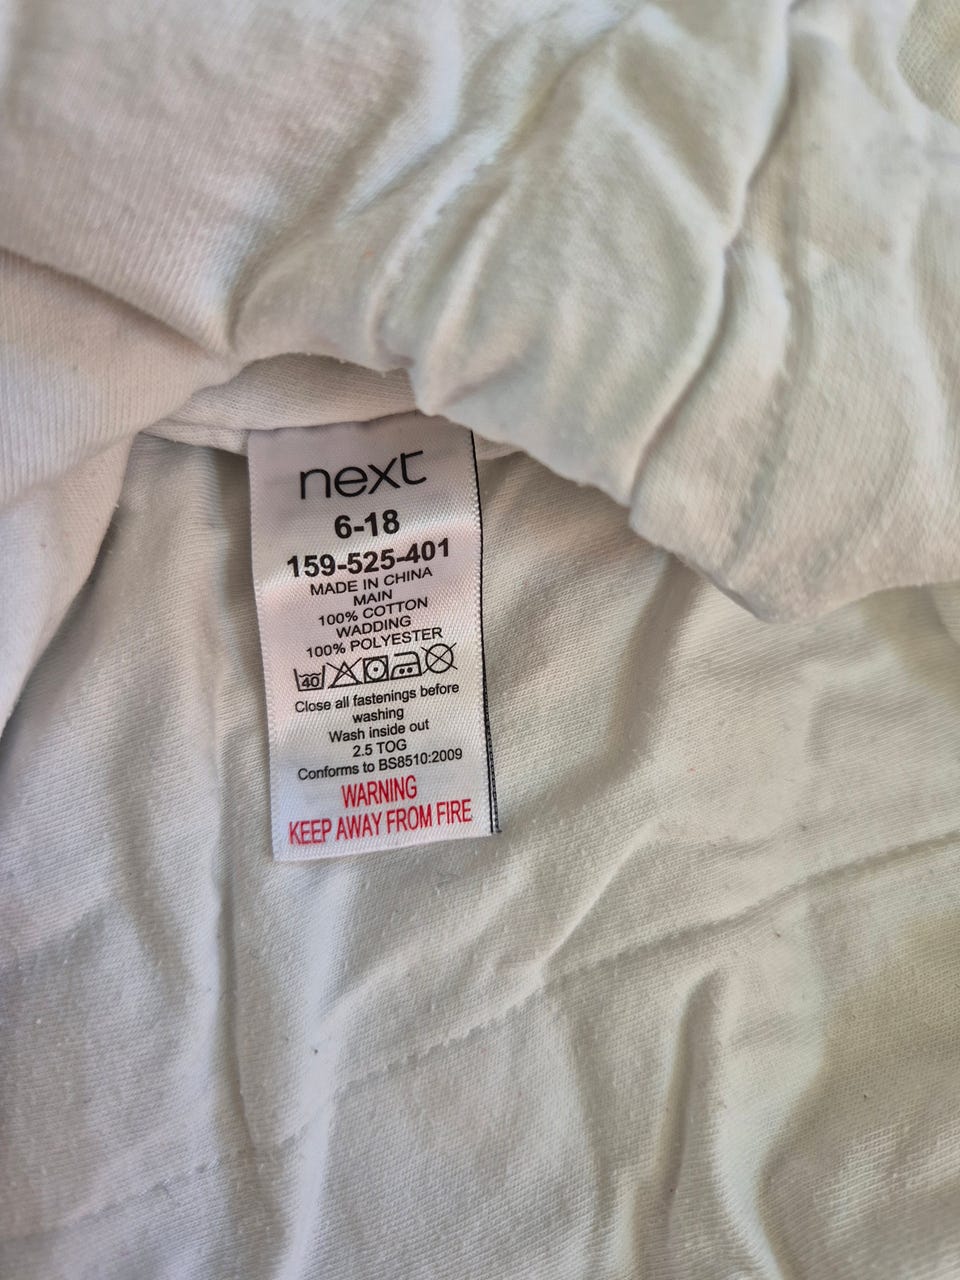 next
6-18
159-525-401
MADE IN CHINA
MAIN
100% COTTON
WADDING
100% POLYESTER
40
Close all fastenings before
washing
Wash inside out
2.5 TOG
Conforms to BS8510:2009
WARNING
KEEP AWAY FROM FIRE